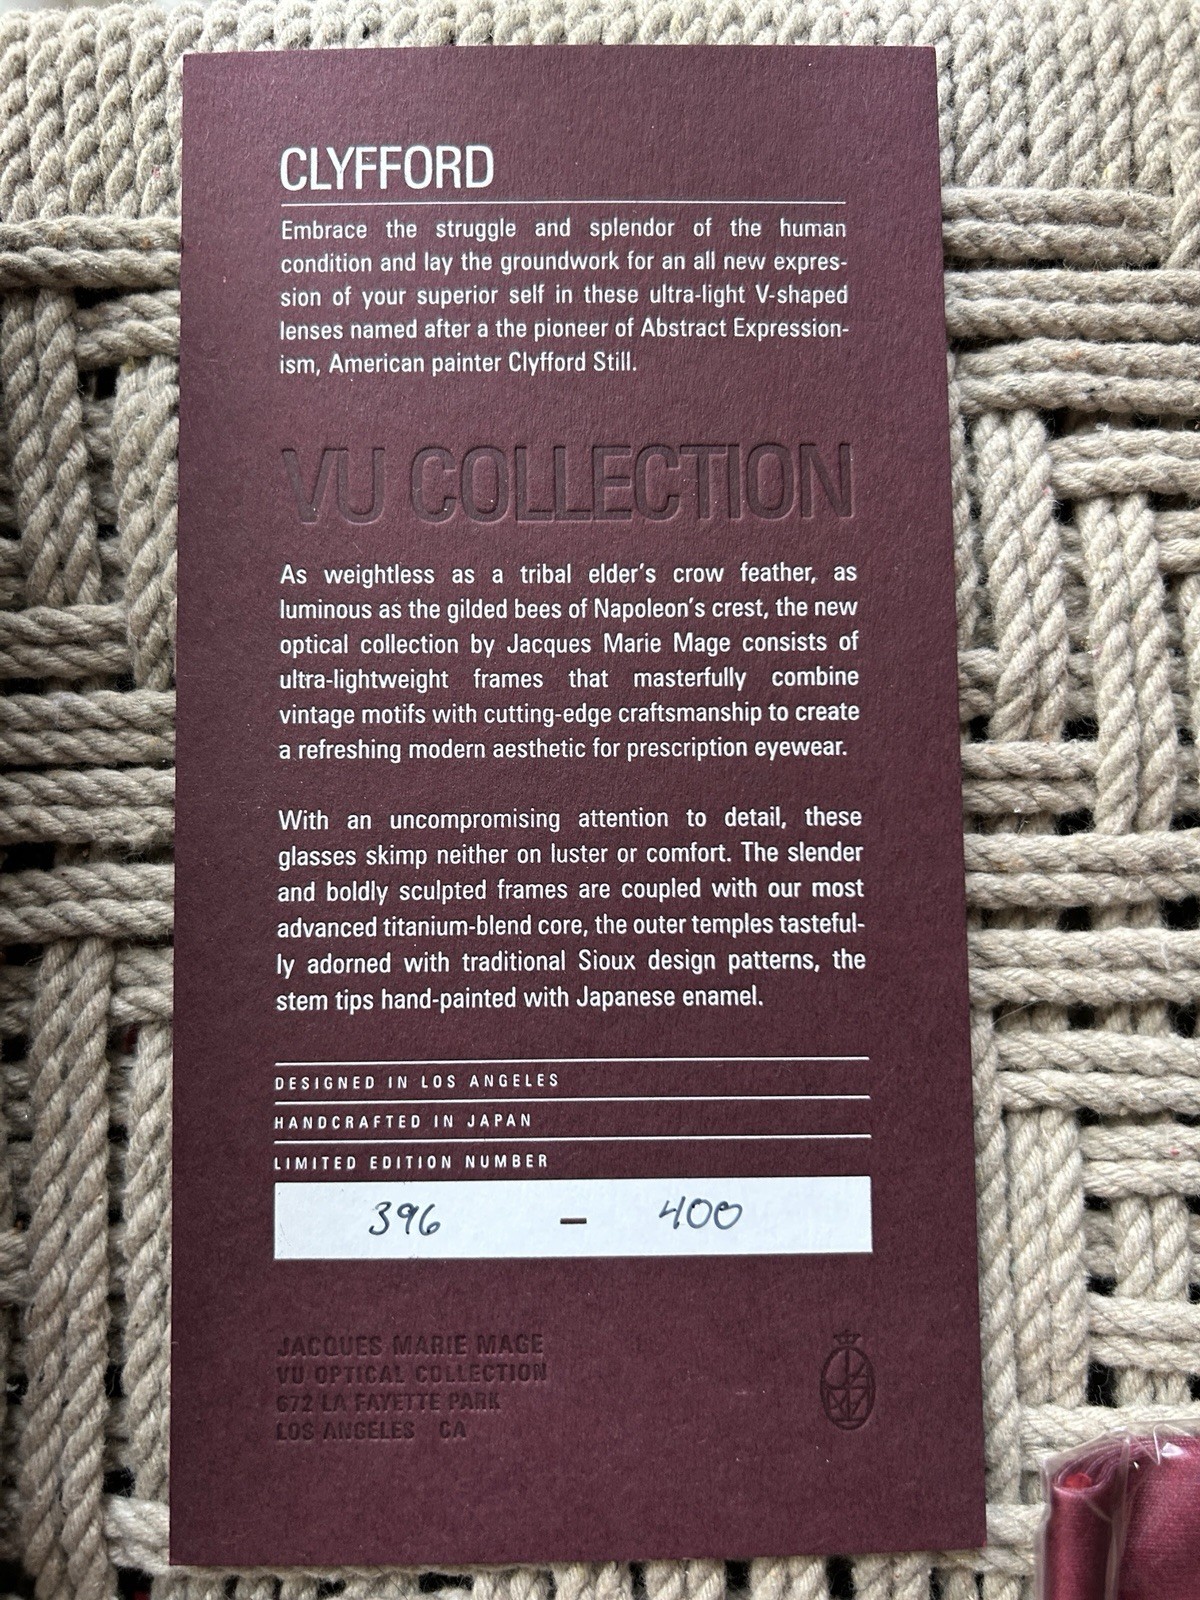 CLYFFORD
Embrace the struggle and splendor of the human
condition and lay the groundwork for an all new expres-
sion of your superior self in these ultra-light V-shaped
lenses named after a the pioneer of Abstract Expression-
ism, American painter Clyfford Still.
VU COLLECTION
As weightless as a tribal elder's crow feather, as
luminous as the gilded bees of Napoleon's crest, the new
optical collection by Jacques Marie Mage consists of
ultra-lightweight frames that masterfully combine
vintage motifs with cutting-edge craftsmanship to create
a refreshing modern aesthetic for prescription eyewear.
With an uncompromising attention to detail, these
glasses skimp neither on luster or comfort. The slender
and boldly sculpted frames are coupled with our most
advanced titanium-blend core, the outer temples tasteful-
ly adorned with traditional Sioux design patterns, the
stem tips hand-painted with Japanese enamel.
DESIGNED IN LOS ANGELES
HANDCRAFTED IN JAPAN
LIMITED EDITION NUMBER
396 – 400
JACQUES MARIE MAGE
VU OPTICAL COLLECTION
672 LA FAYETTE PARK
LOS ANGELES CA